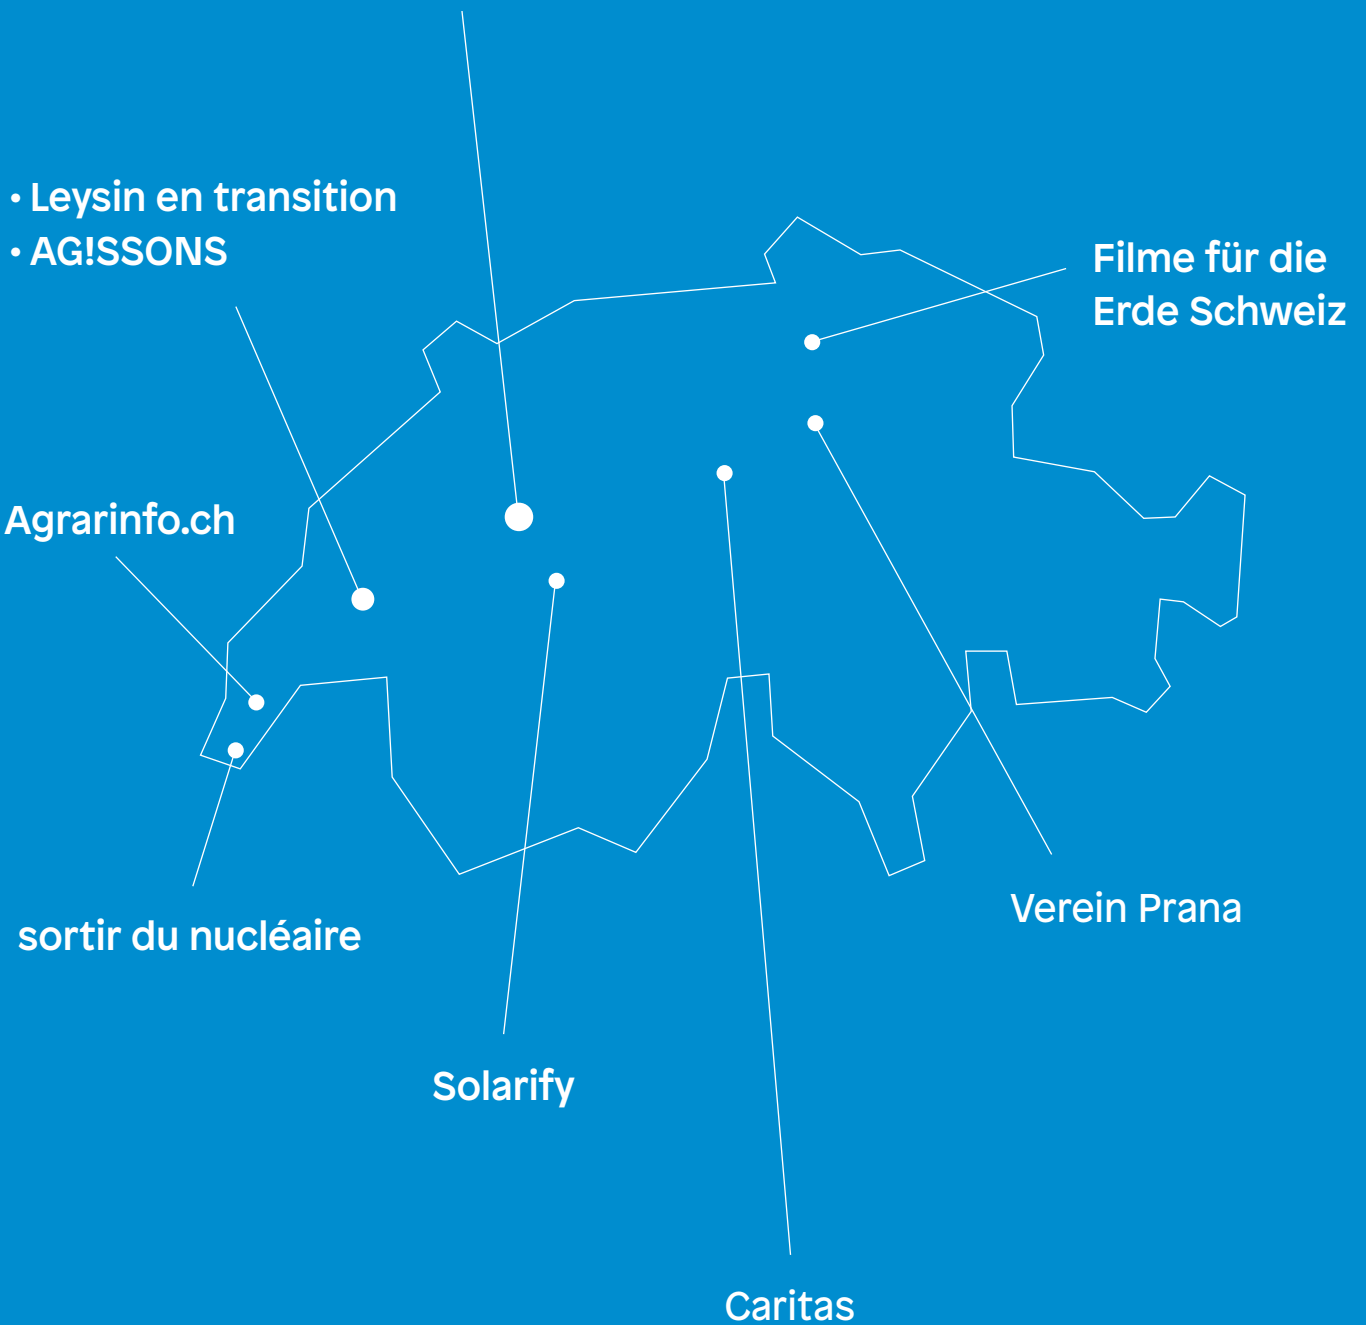 • Leysin en transition
• AG!SSONS
Filme für die
Erde Schweiz
Agrarinfo.ch
Verein Prana
sortir du nucléaire
Solarify
Caritas